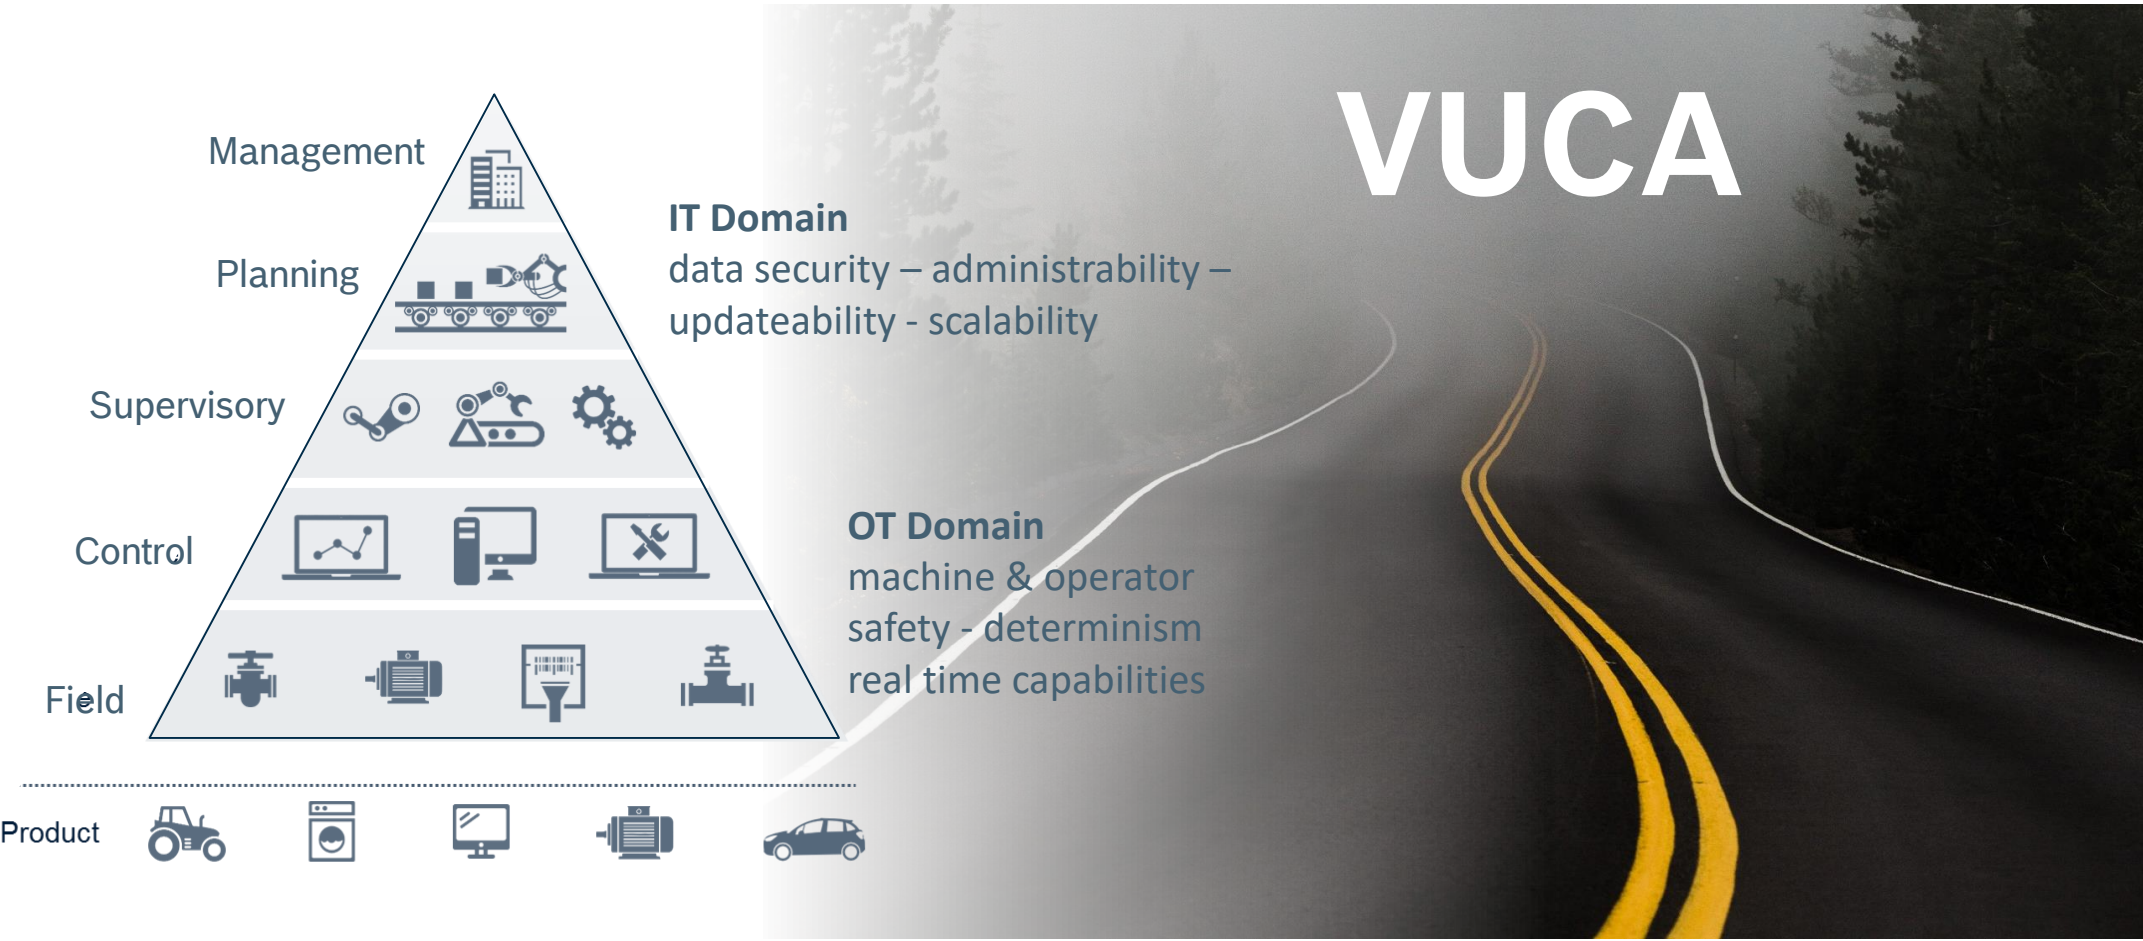 VUCA
Management
IT Domain
data security – administrability –
updateability - scalability
Planning
Supervisory
OT Domain
machine & operator
safety - determinism
real time capabilities
Control
Field
Product